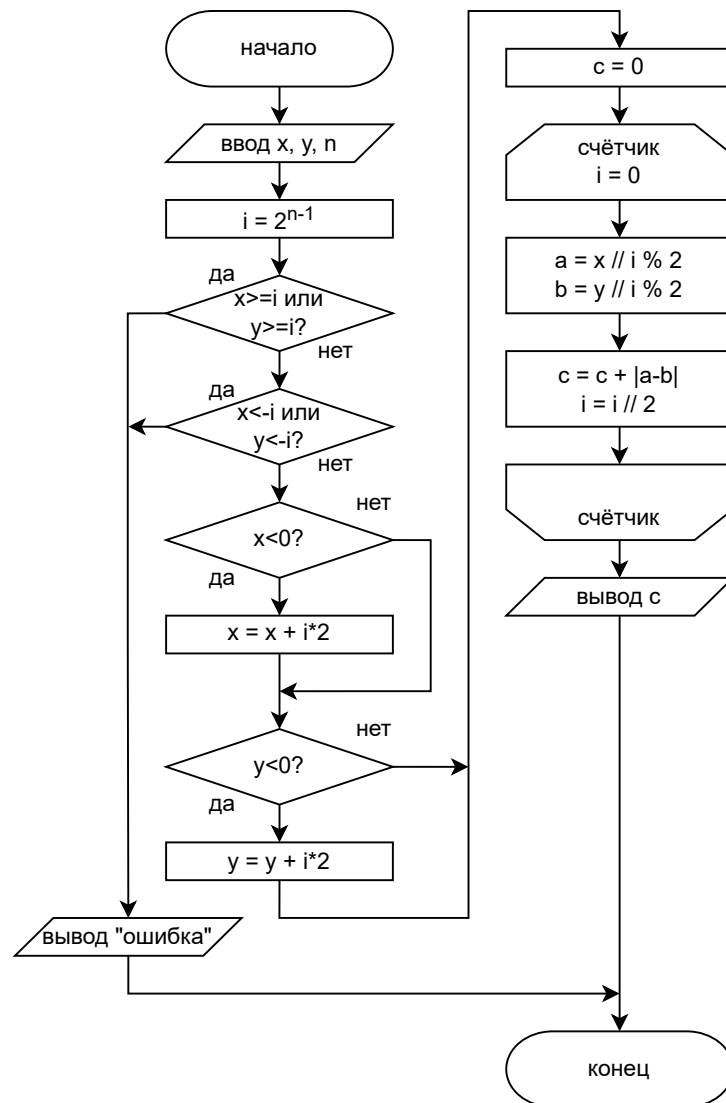 начало
ввод x, y, n
i = 2ⁿ⁻¹
да
x>=i или
y>=i?
нет
да
x<-i или
y<-i?
нет
нет
x<0?
да
x = x + i*2
нет
y<0?
да
y = y + i*2
вывод "ошибка"
c = 0
счётчик
i = 0
a = x // i % 2
b = y // i % 2
c = c + |a-b|
i = i // 2
счётчик
вывод c
конец